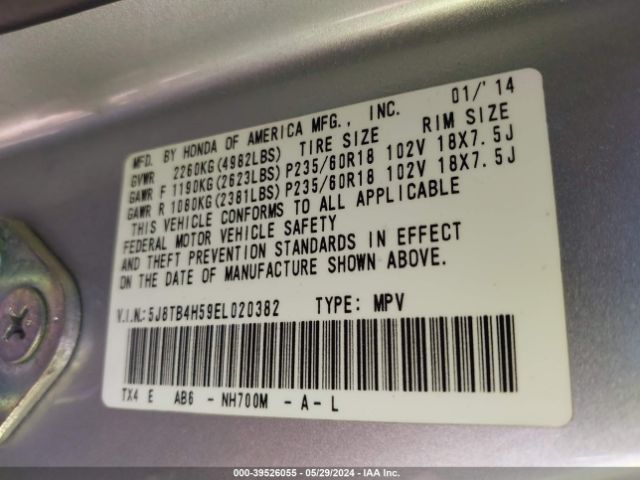 MFD. BY HONDA OF AMERICA MFG., INC. 01/'14
GVWR 2260KG(4982LBS) TIRE SIZE RIM SIZE
GAWR F 1190KG(2623LBS) P235/60R18 102V 18X7.5J
GAWR R 1080KG(2381LBS) P235/60R18 102V 18X7.5J
THIS VEHICLE CONFORMS TO ALL APPLICABLE
FEDERAL MOTOR VEHICLE SAFETY
AND THEFT PREVENTION STANDARDS IN EFFECT
ON THE DATE OF MANUFACTURE SHOWN ABOVE.
V.I.N.:5J8TB4H59EL020382 TYPE: MPV
TX4 E AB6 - NH700M - A - L
000-39526055 - 05/29/2024 - IAA Inc.